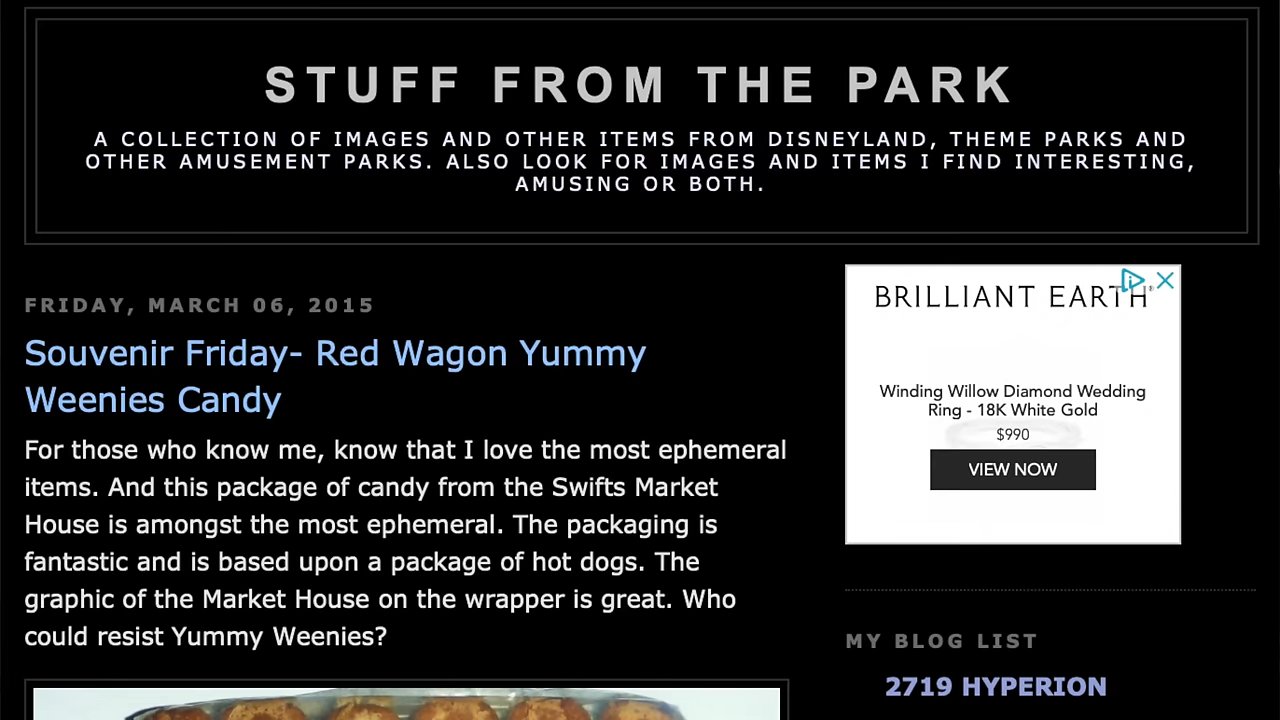 STUFF FROM THE PARK
A COLLECTION OF IMAGES AND OTHER ITEMS FROM DISNEYLAND, THEME PARKS AND
OTHER AMUSEMENT PARKS. ALSO LOOK FOR IMAGES AND ITEMS I FIND INTERESTING,
AMUSING OR BOTH.
FRIDAY, MARCH 06, 2015
Souvenir Friday- Red Wagon Yummy
Weenies Candy
For those who know me, know that I love the most ephemeral
items. And this package of candy from the Swifts Market
House is amongst the most ephemeral. The packaging is
fantastic and is based upon a package of hot dogs. The
graphic of the Market House on the wrapper is great. Who
could resist Yummy Weenies?
BRILLIANT EARTH®
Winding Willow Diamond Wedding
Ring - 18K White Gold
$990
VIEW NOW
MY BLOG LIST
2719 HYPERION